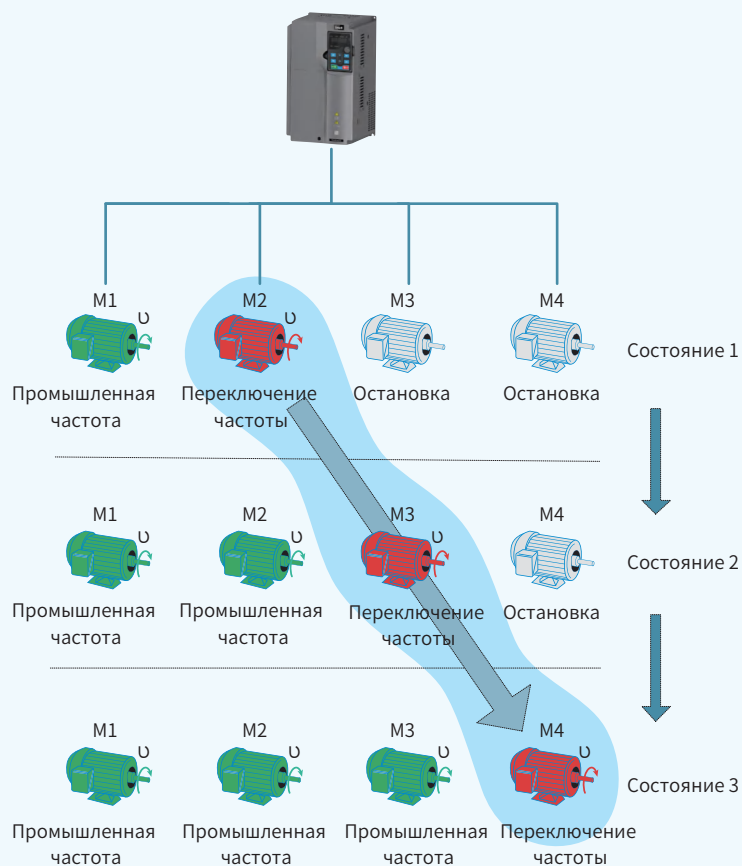 M1 M2 M3 M4
Состояние 1
Промышленная частота
Переключение частоты
Остановка
Остановка
M1 M2 M3 M4
Состояние 2
Промышленная частота
Промышленная частота
Переключение частоты
Остановка
M1 M2 M3 M4
Состояние 3
Промышленная частота
Промышленная частота
Промышленная частота
Переключение частоты